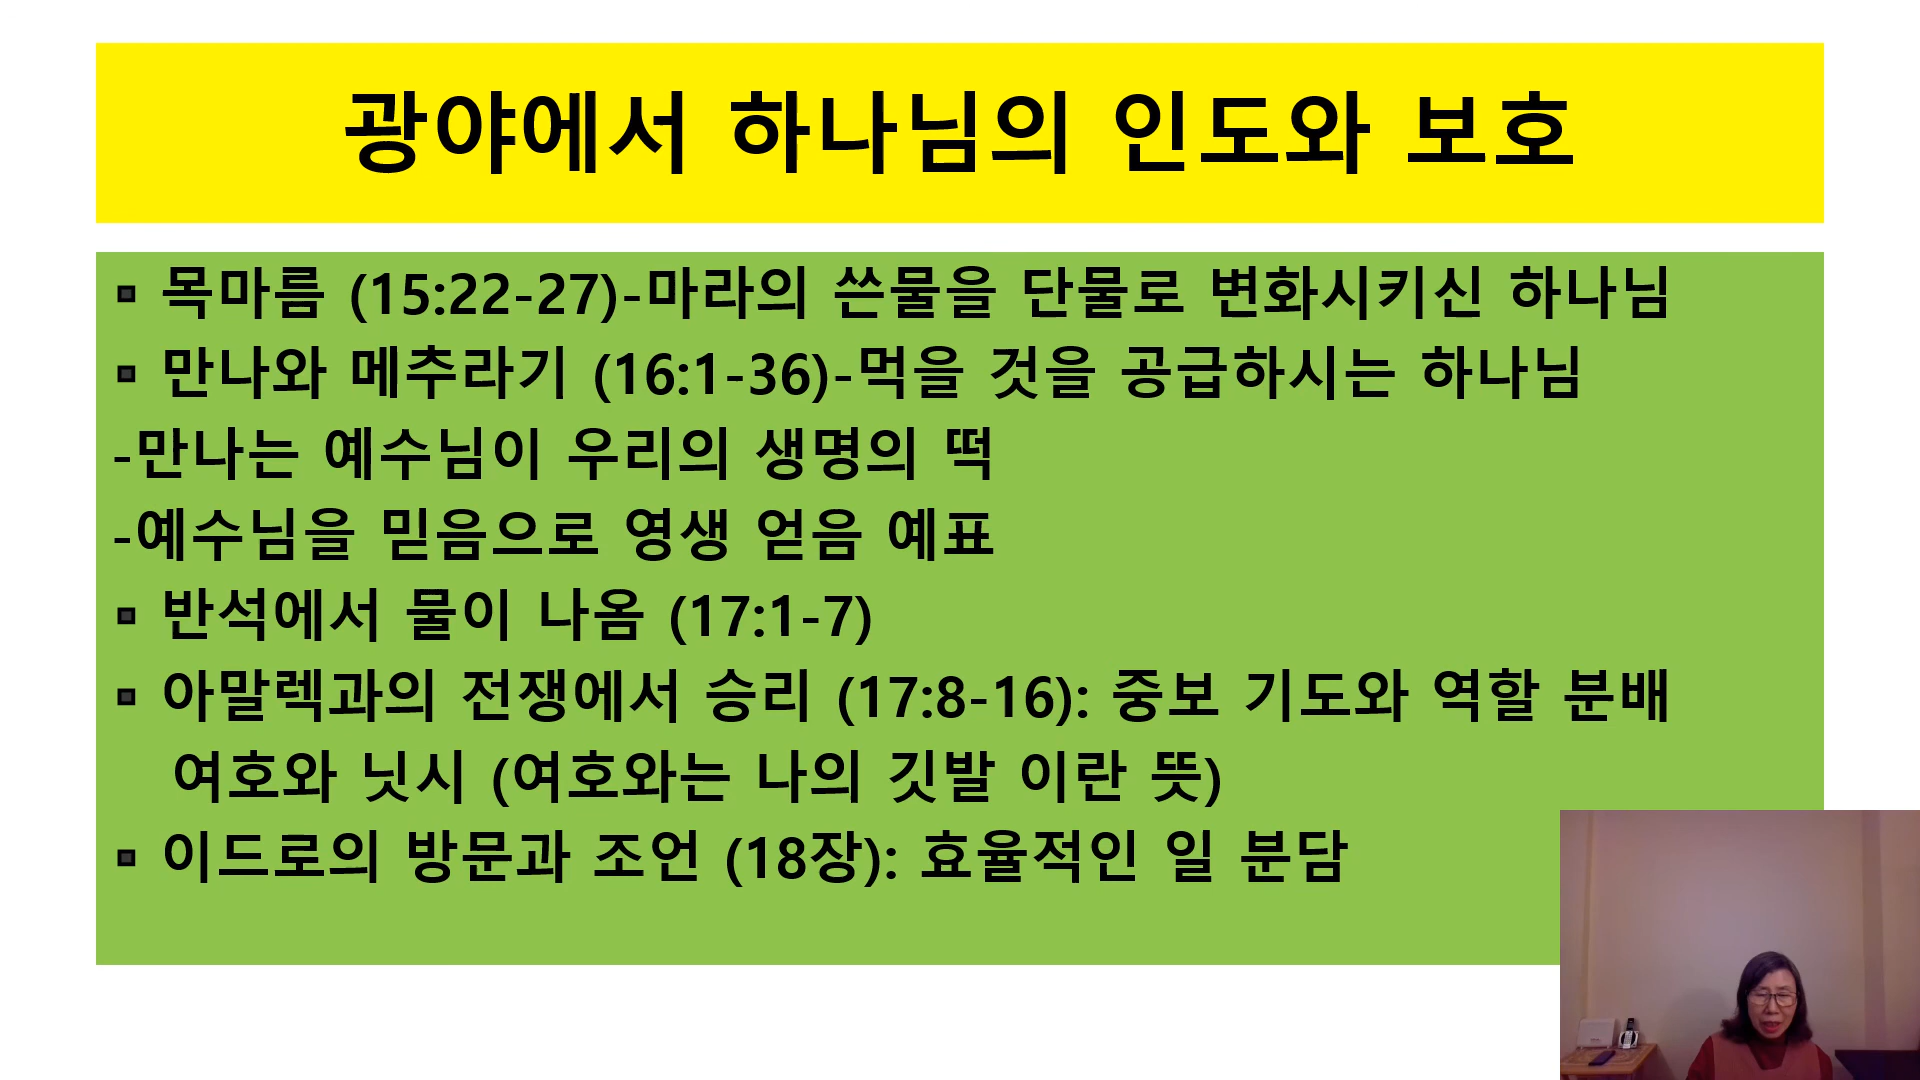 광야에서 하나님의 인도와 보호
▪ 목마름 (15:22-27)-마라의 쓴물을 단물로 변화시키신 하나님
▪ 만나와 메추라기 (16:1-36)-먹을 것을 공급하시는 하나님
-만나는 예수님이 우리의 생명의 떡
-예수님을 믿음으로 영생 얻음 예표
▪ 반석에서 물이 나옴 (17:1-7)
▪ 아말렉과의 전쟁에서 승리 (17:8-16): 중보 기도와 역할 분배
여호와 닛시 (여호와는 나의 깃발 이란 뜻)
▪ 이드로의 방문과 조언 (18장): 효율적인 일 분담